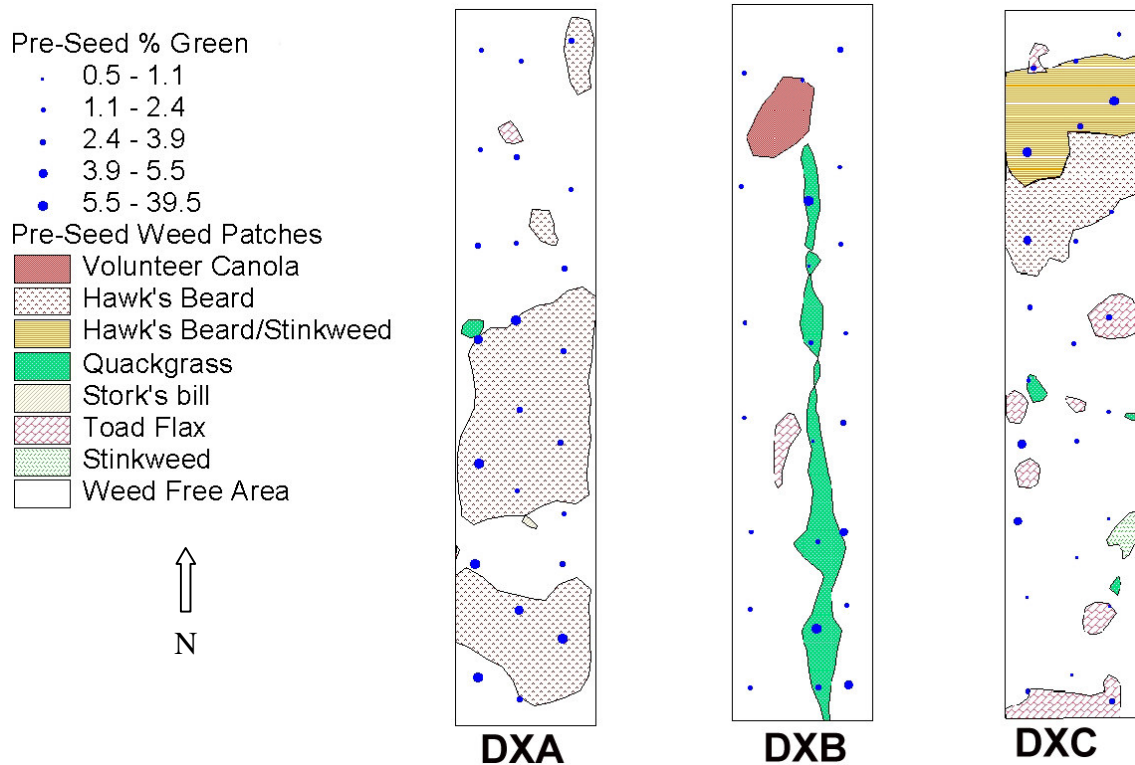 Pre-Seed % Green
0.5 - 1.1
1.1 - 2.4
2.4 - 3.9
3.9 - 5.5
5.5 - 39.5
Pre-Seed Weed Patches
Volunteer Canola
Hawk's Beard
Hawk's Beard/Stinkweed
Quackgrass
Stork's bill
Toad Flax
Stinkweed
Weed Free Area
N
DXA
DXB
DXC